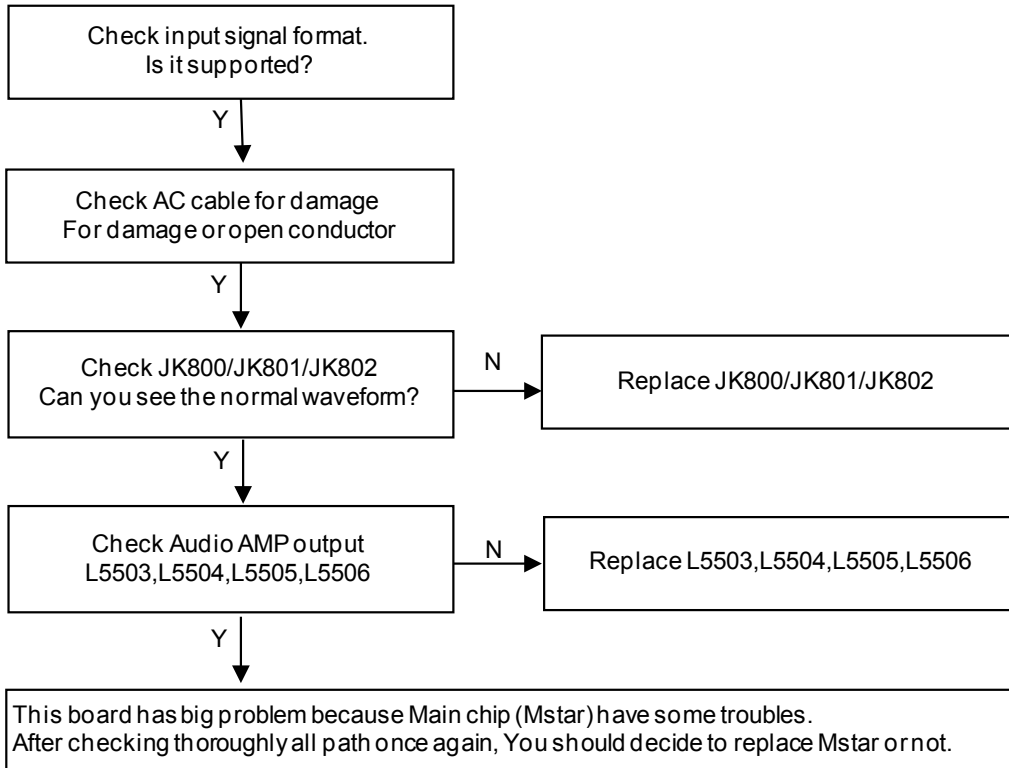 Check input signal format.
Is it supported?
Y
Check AC cable for damage
For damage or open conductor
Y
Check JK800/JK801/JK802
Can you see the normal waveform?
N
Replace JK800/JK801/JK802
Y
Check Audio AMP output
L5503,L5504,L5505,L5506
N
Replace L5503,L5504,L5505,L5506
Y
This board has big problem because Main chip (Mstar) have some troubles.
After checking thoroughly all path once again, You should decide to replace Mstar or not.